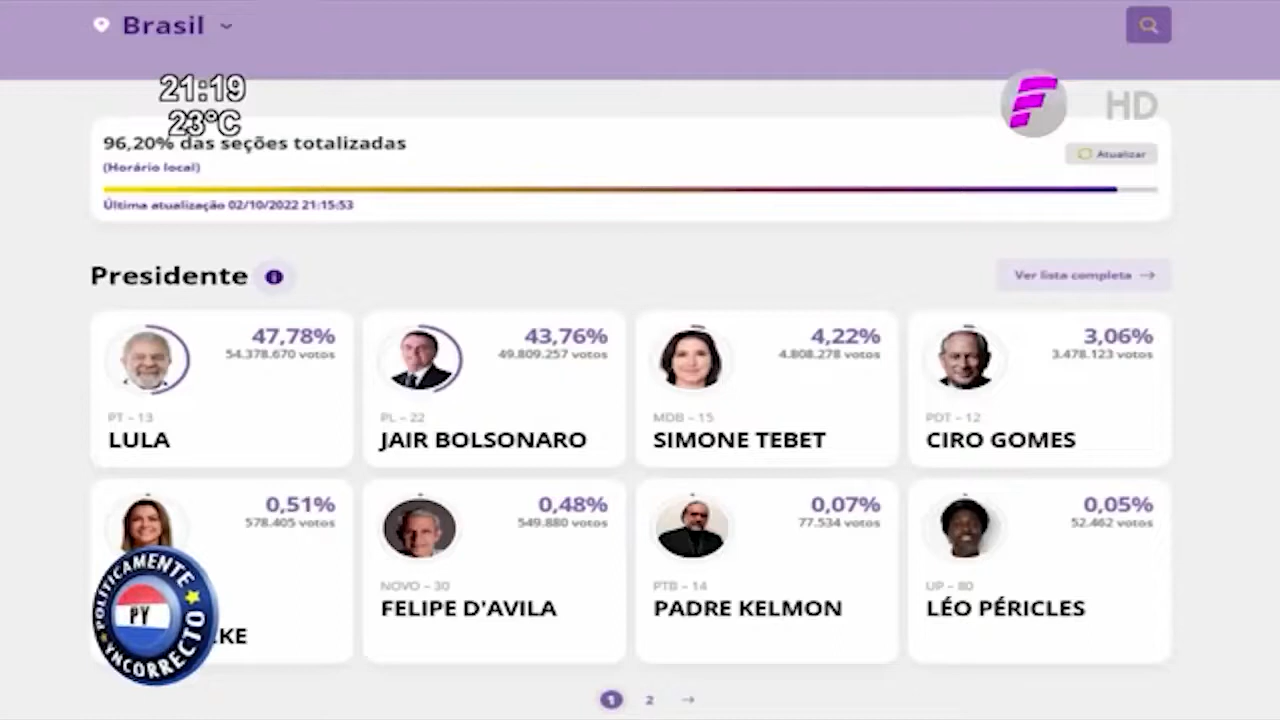 Brasil
21:19
23°C
HD
96,20% das seções totalizadas
(Horário local)
Atualizar
Última atualização 02/10/2022 21:15:53
Presidente
Ver lista completa →
47,78%
54.378.670 votos
PT - 13
LULA
43,76%
49.809.257 votos
PL - 22
JAIR BOLSONARO
4,22%
4.808.278 votos
MDB - 15
SIMONE TEBET
3,06%
3.478.123 votos
PDT - 12
CIRO GOMES
0,51%
578.405 votos
KE
0,48%
549.880 votos
NOVO - 30
FELIPE D'AVILA
0,07%
77.534 votos
PTB - 14
PADRE KELMON
0,05%
52.462 votos
UP - 80
LÉO PÉRICLES
POLÍTICAMENTE
PY
YNCORRECTO
1 2 →